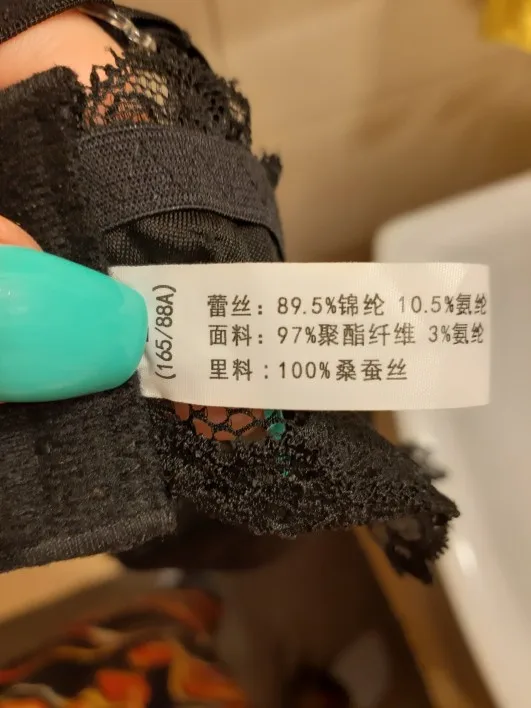 (165/88A)
蕾丝：89.5%锦纶 10.5%氨纶
面料：97%聚酯纤维 3%氨纶
里料：100%桑蚕丝